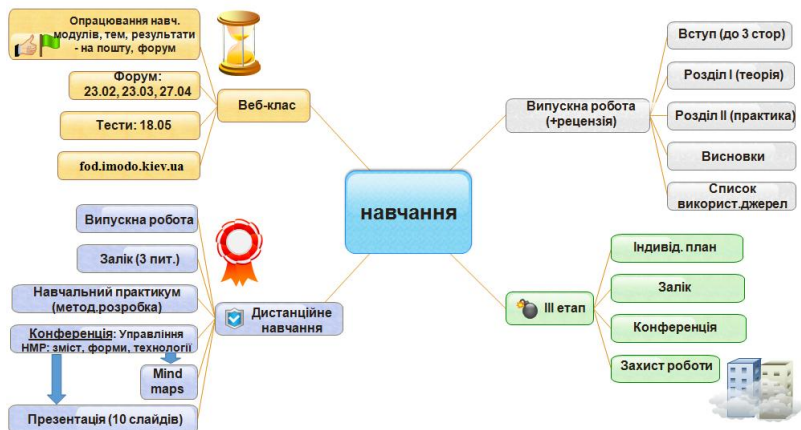 Опрацювання навч.
модулів, тем, результати
- на пошту, форум
Форум:
23.02, 23.03, 27.04
Тести: 18.05
fod.imodo.kiev.ua
Веб-клас
Випускна робота
(+рецензія)
Вступ (до 3 стор)
Розділ І (теорія)
Розділ ІІ (практика)
Висновки
Список
використ.джерел
навчання
Випускна робота
Залік (3 пит.)
Навчальний практикум
(метод.розробка)
Конференція: Управління
НМР: зміст, форми, технології
Mind
maps
Презентація (10 слайдів)
Дистанційне
навчання
ІІІ етап
Індивід. план
Залік
Конференція
Захист роботи